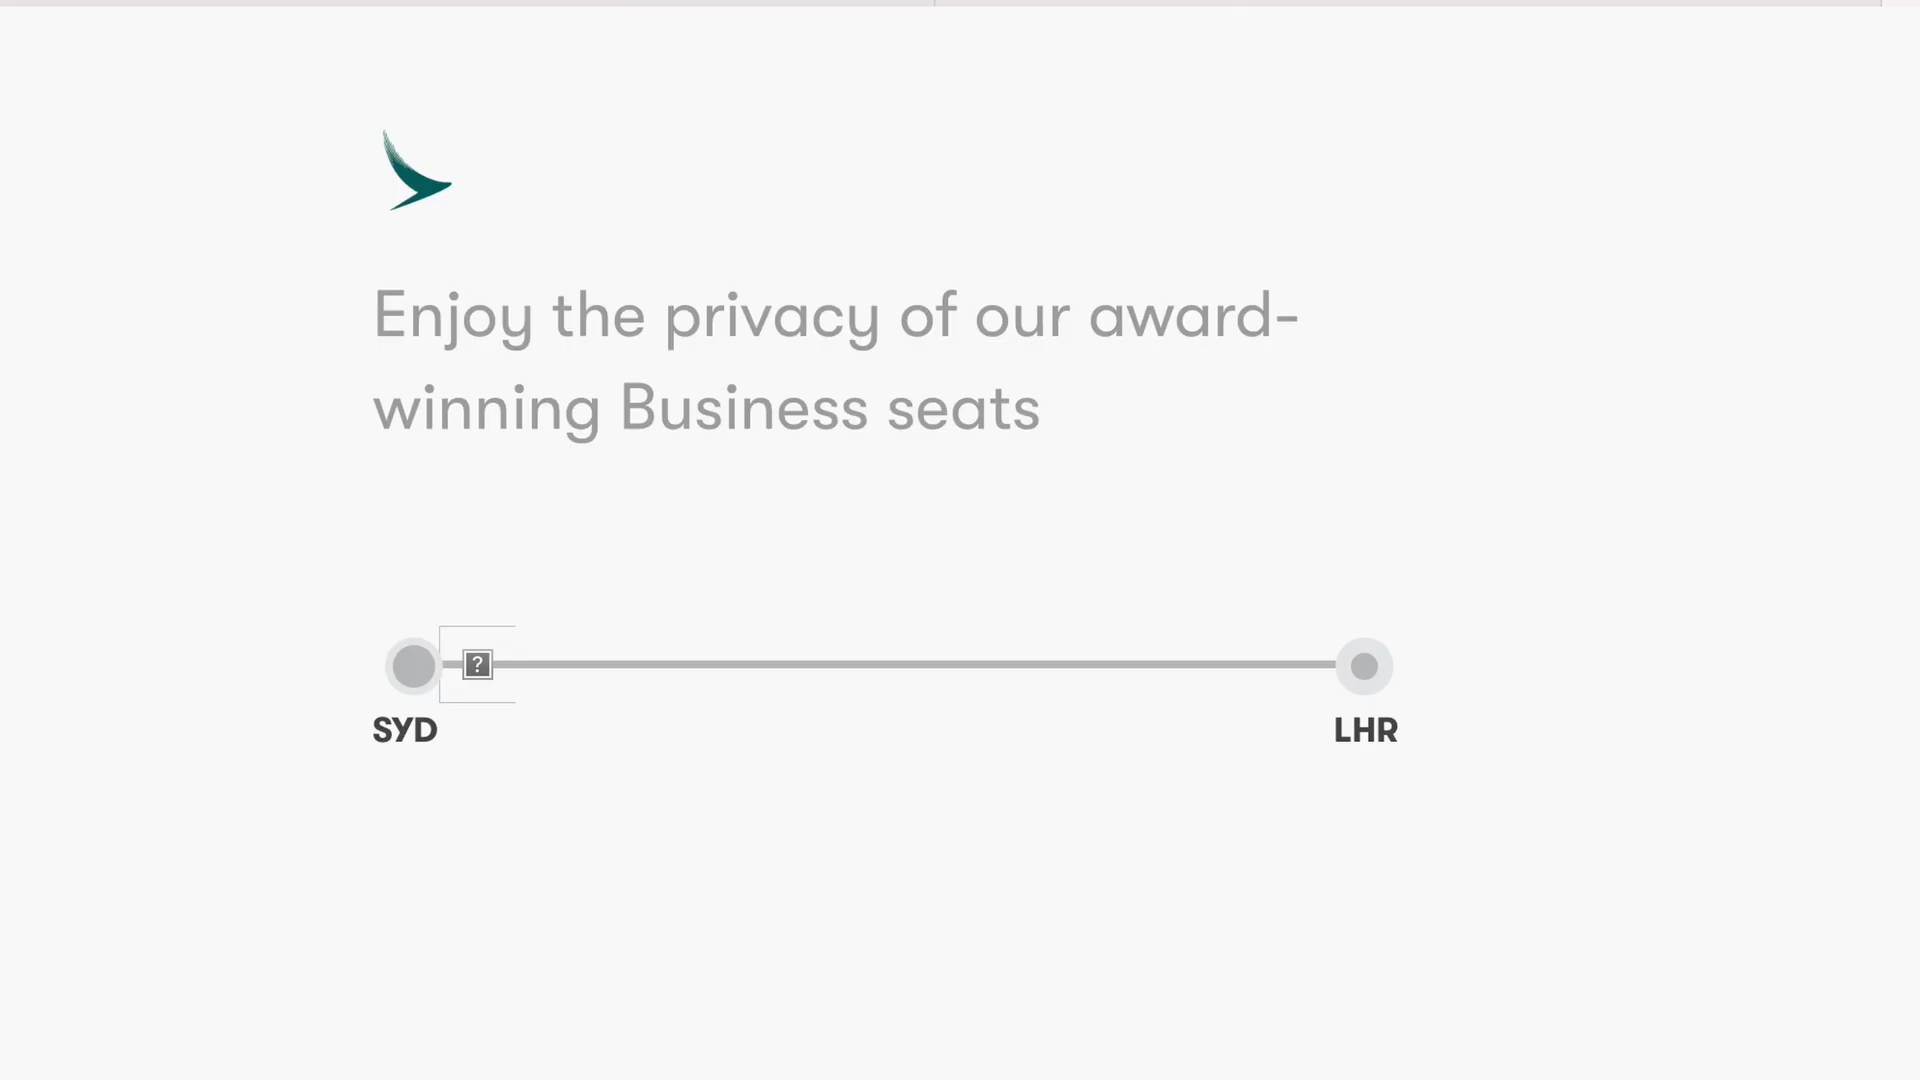 Enjoy the privacy of our award-
winning Business seats
?
SYD
LHR